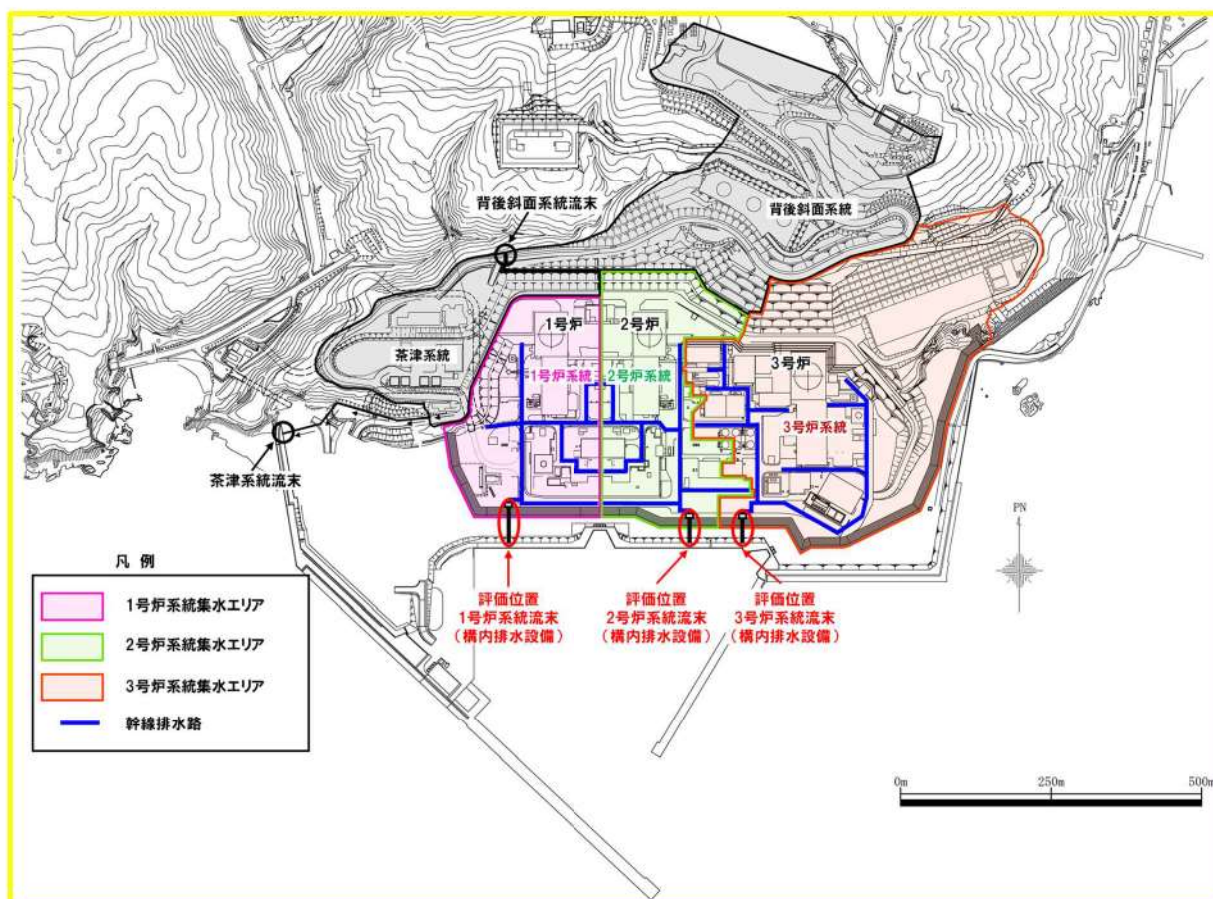 背後斜面系統流末
背後斜面系統
1号炉
2号炉
3号炉
茶津系統
1号炉系統
2号炉系統
3号炉系統
茶津系統流末
PN
評価位置
1号炉系統流末
(構内排水設備)
評価位置
2号炉系統流末
(構内排水設備)
評価位置
3号炉系統流末
(構内排水設備)
凡 例
1号炉系統集水エリア
2号炉系統集水エリア
3号炉系統集水エリア
幹線排水路
0m
250m
500m